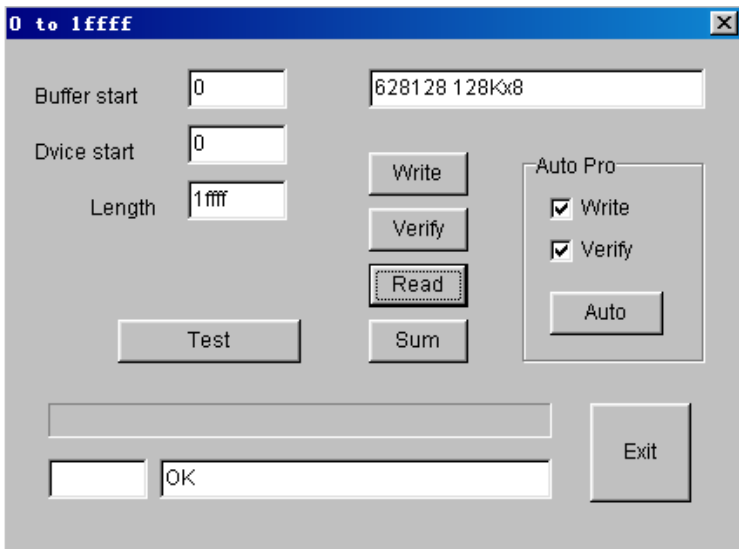 0 to 1ffff
Buffer start
0
628128 128Kx8
Dvice start
0
Length
1ffff
Write
Verify
Read
Sum
Test
Auto Pro
Write
Verify
Auto
Exit
OK